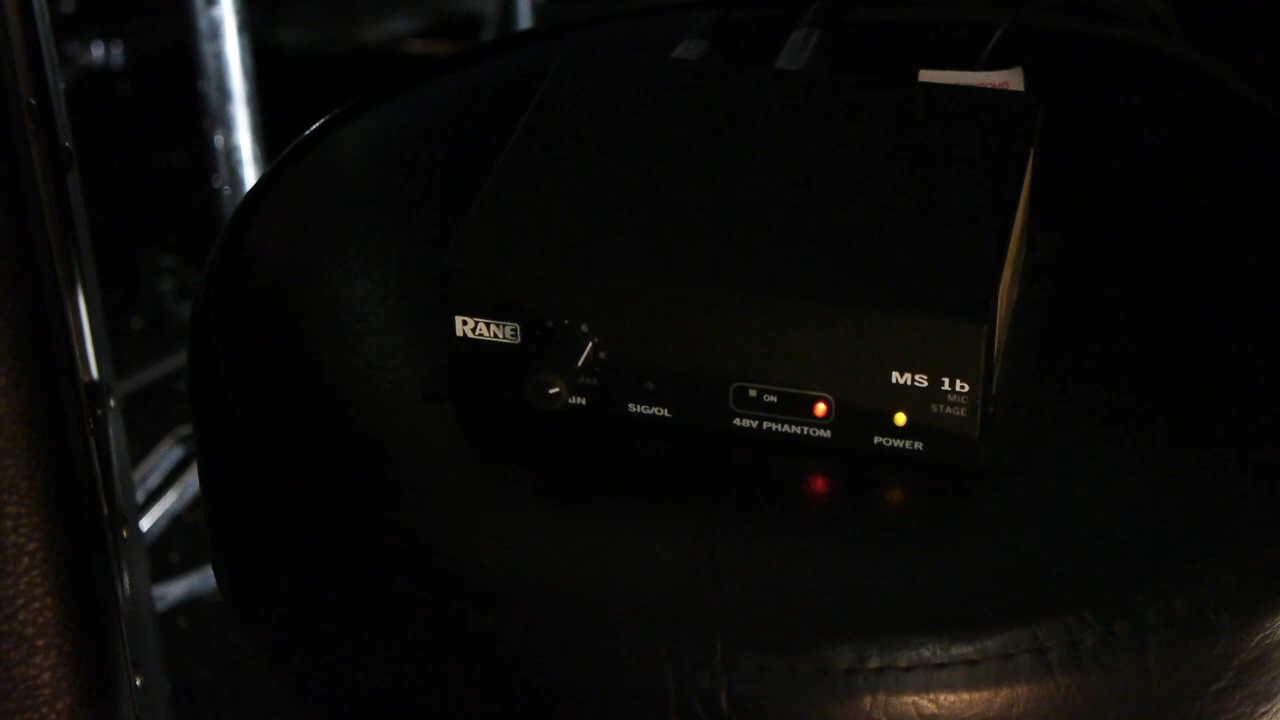 RANE
MS 1b
MIC
STAGE
ON
SIG/OL
48V PHANTOM
POWER